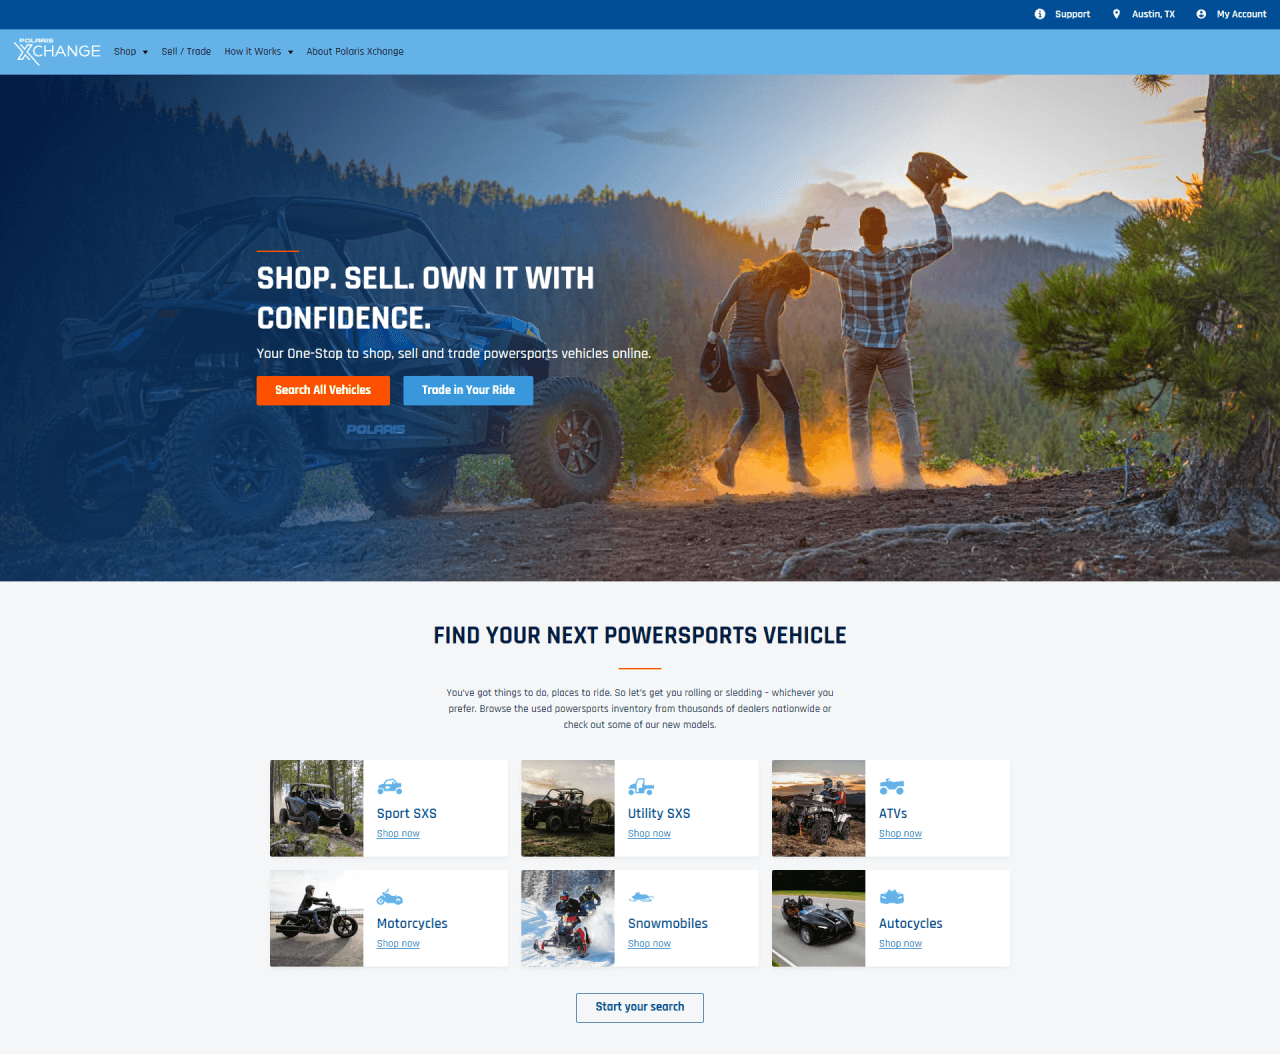 Support
Austin, TX
My Account
POLARIS
XCHANGE
Shop
Sell / Trade
How it Works
About Polaris Xchange
SHOP. SELL. OWN IT WITH
CONFIDENCE.
Your One-Stop to shop, sell and trade powersports vehicles online.
Search All Vehicles
Trade in Your Ride
POLARIS
FIND YOUR NEXT POWERSPORTS VEHICLE
You've got things to do, places to ride. So let's get you rolling or sledding – whichever you
prefer. Browse the used powersports inventory from thousands of dealers nationwide or
check out some of our new models.
Sport SXS
Shop now
Utility SXS
Shop now
ATVs
Shop now
Motorcycles
Shop now
Snowmobiles
Shop now
Autocycles
Shop now
Start your search